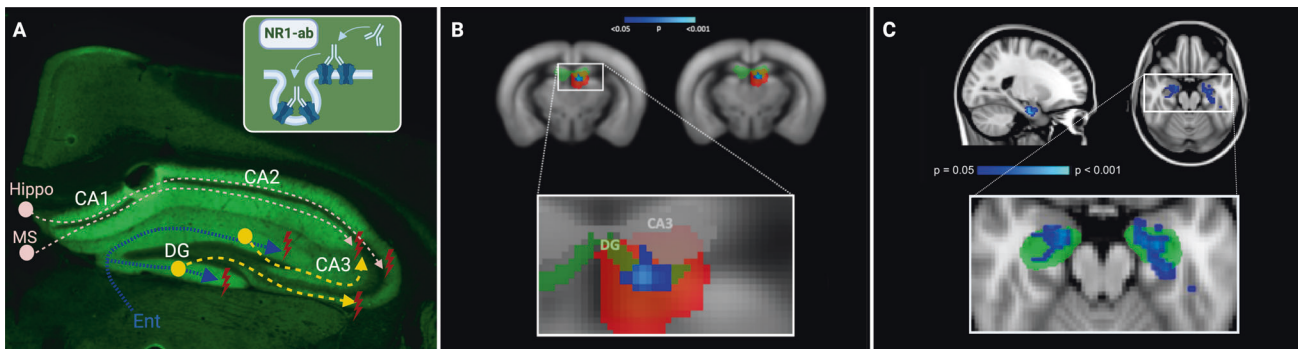 A
NR1-ab
Hippo
CA1
CA2
MS
DG
CA3
Ent
B
<0.05 p <0.001
CA3
DG
C
p = 0.05 p < 0.001